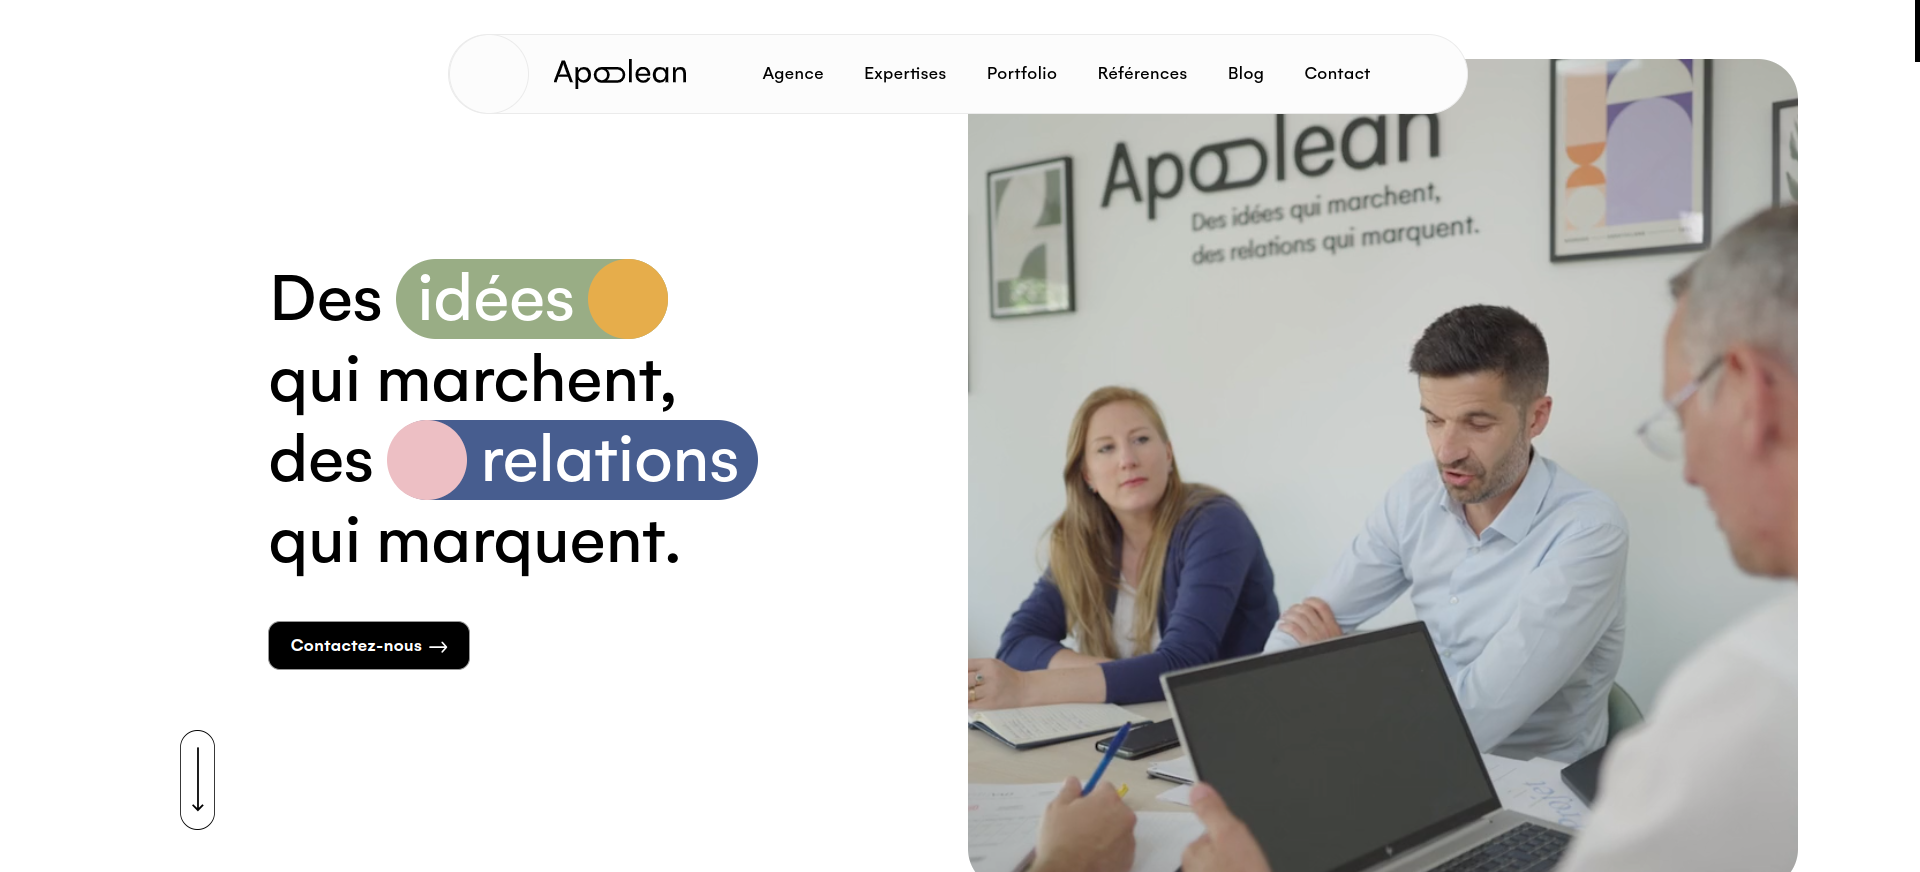 Apoolean
Agence
Expertises
Portfolio
Références
Blog
Contact
Des idées
qui marchent,
des relations
qui marquent.
Contactez-nous →
Apoolean
Des idées qui marchent,
des relations qui marquent.